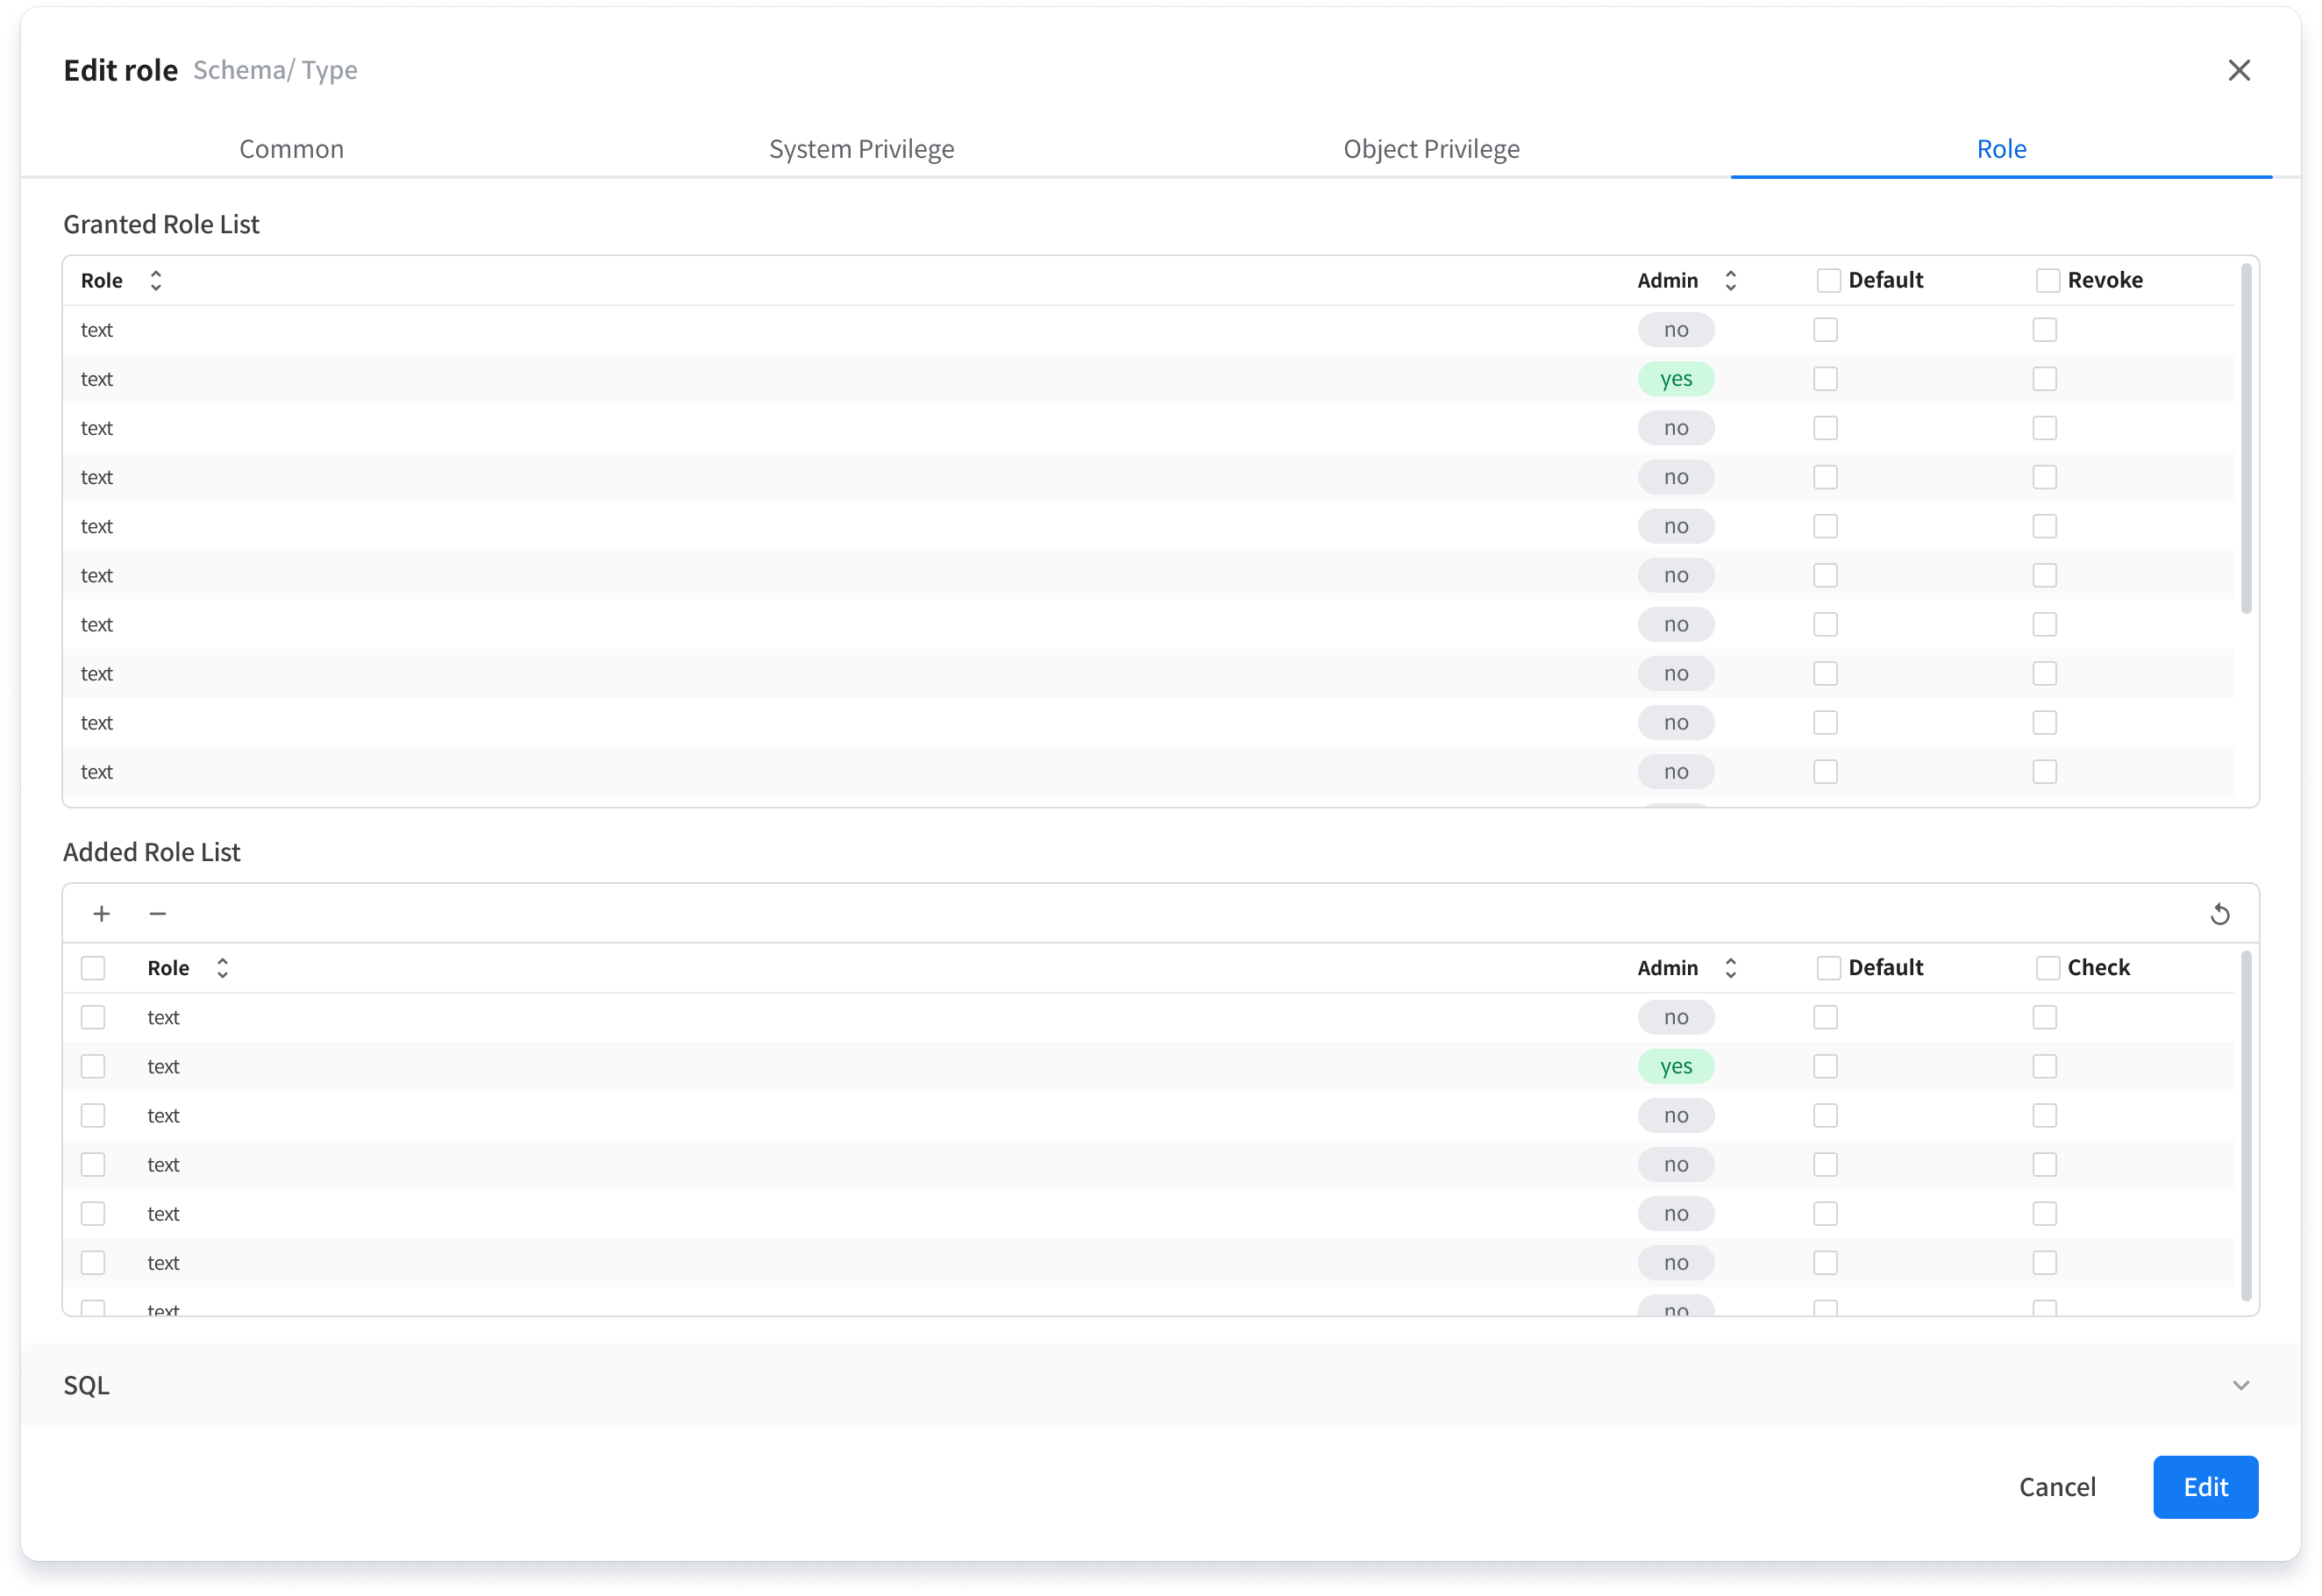 Edit role Schema/ Type
Common System Privilege Object Privilege Role
Granted Role List
Role Admin Default Revoke
text no
text yes
text no
text no
text no
text no
text no
text no
text no
text no
Added Role List
Role Admin Default Check
text no
text yes
text no
text no
text no
text no
text no
SQL
Cancel Edit